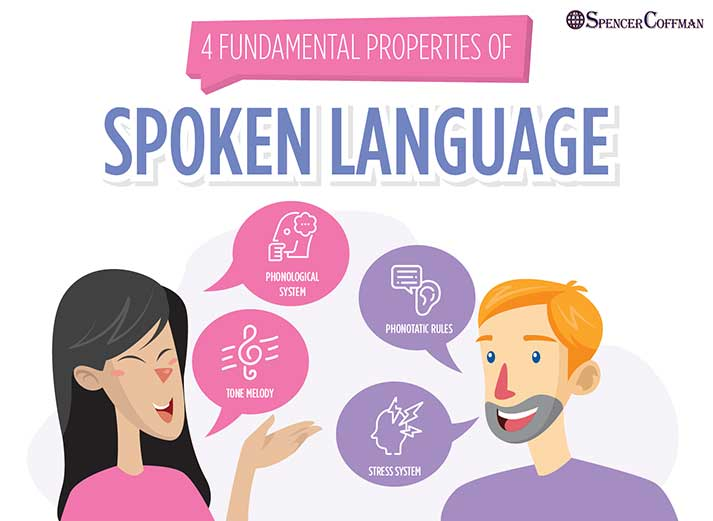 SPENCER COFFMAN
4 FUNDAMENTAL PROPERTIES OF
SPOKEN LANGUAGE
PHONOLOGICAL
SYSTEM
PHONOTATIC RULES
TONE MELODY
STRESS SYSTEM